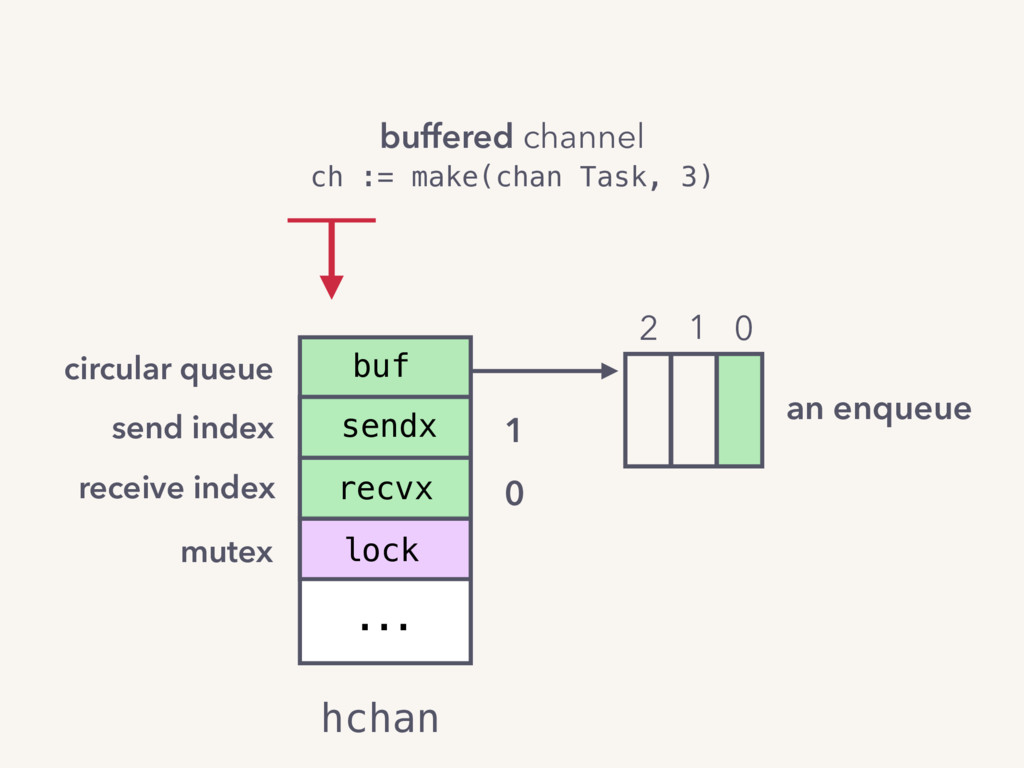 buffered channel
ch := make(chan Task, 3)
2 1 0
circular queue buf
an enqueue
send index sendx 1
receive index recvx 0
mutex lock
...
hchan